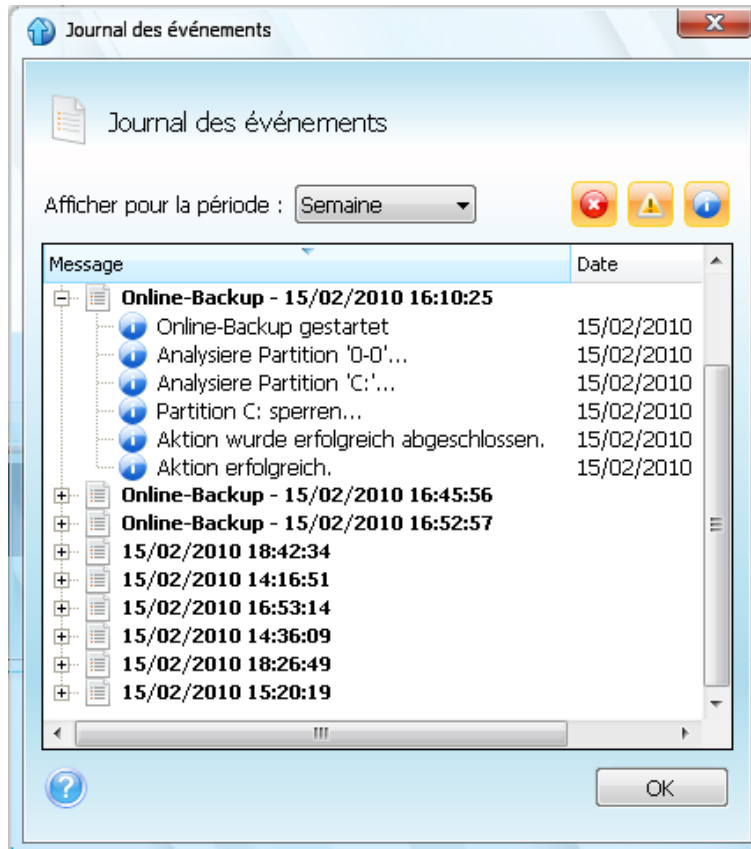 Journal des événements
Journal des événements
Afficher pour la période : Semaine
Message Date
Online-Backup - 15/02/2010 16:10:25
Online-Backup gestartet 15/02/2010
Analysiere Partition '0-0'... 15/02/2010
Analysiere Partition 'C:'... 15/02/2010
Partition C: sperren... 15/02/2010
Aktion wurde erfolgreich abgeschlossen. 15/02/2010
Aktion erfolgreich. 15/02/2010
Online-Backup - 15/02/2010 16:45:56
Online-Backup - 15/02/2010 16:52:57
15/02/2010 18:42:34
15/02/2010 14:16:51
15/02/2010 16:53:14
15/02/2010 14:36:09
15/02/2010 18:26:49
15/02/2010 15:20:19
OK